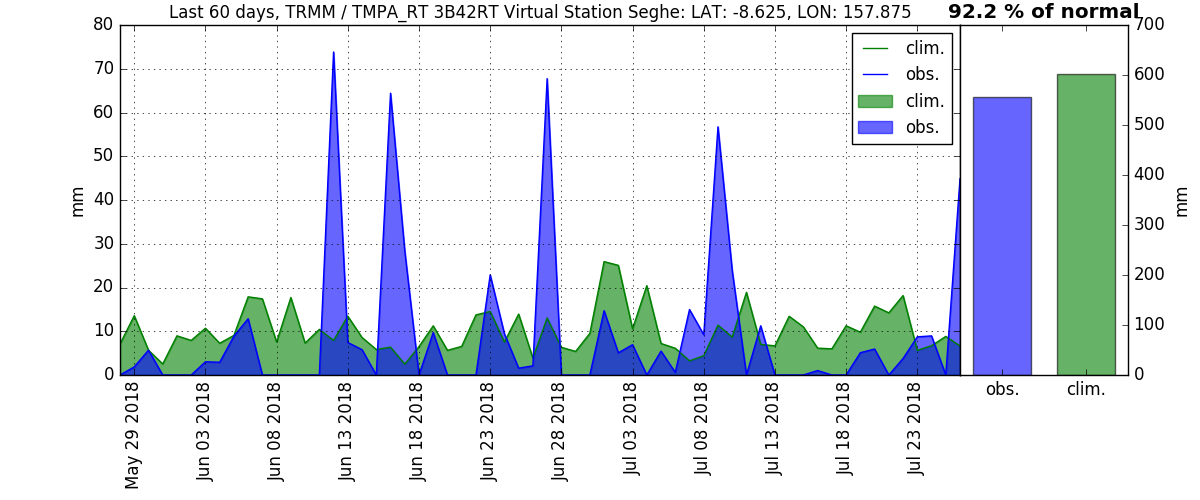 Last 60 days, TRMM / TMPA_RT 3B42RT Virtual Station Seghe: LAT: -8.625, LON: 157.875
92.2 % of normal
80
70
60
50
40
30
20
10
0
mm
clim.
obs.
clim.
obs.
700
600
500
400
300
200
100
0
mm
May 29 2018
Jun 03 2018
Jun 08 2018
Jun 13 2018
Jun 18 2018
Jun 23 2018
Jun 28 2018
Jul 03 2018
Jul 08 2018
Jul 13 2018
Jul 18 2018
Jul 23 2018
obs.
clim.